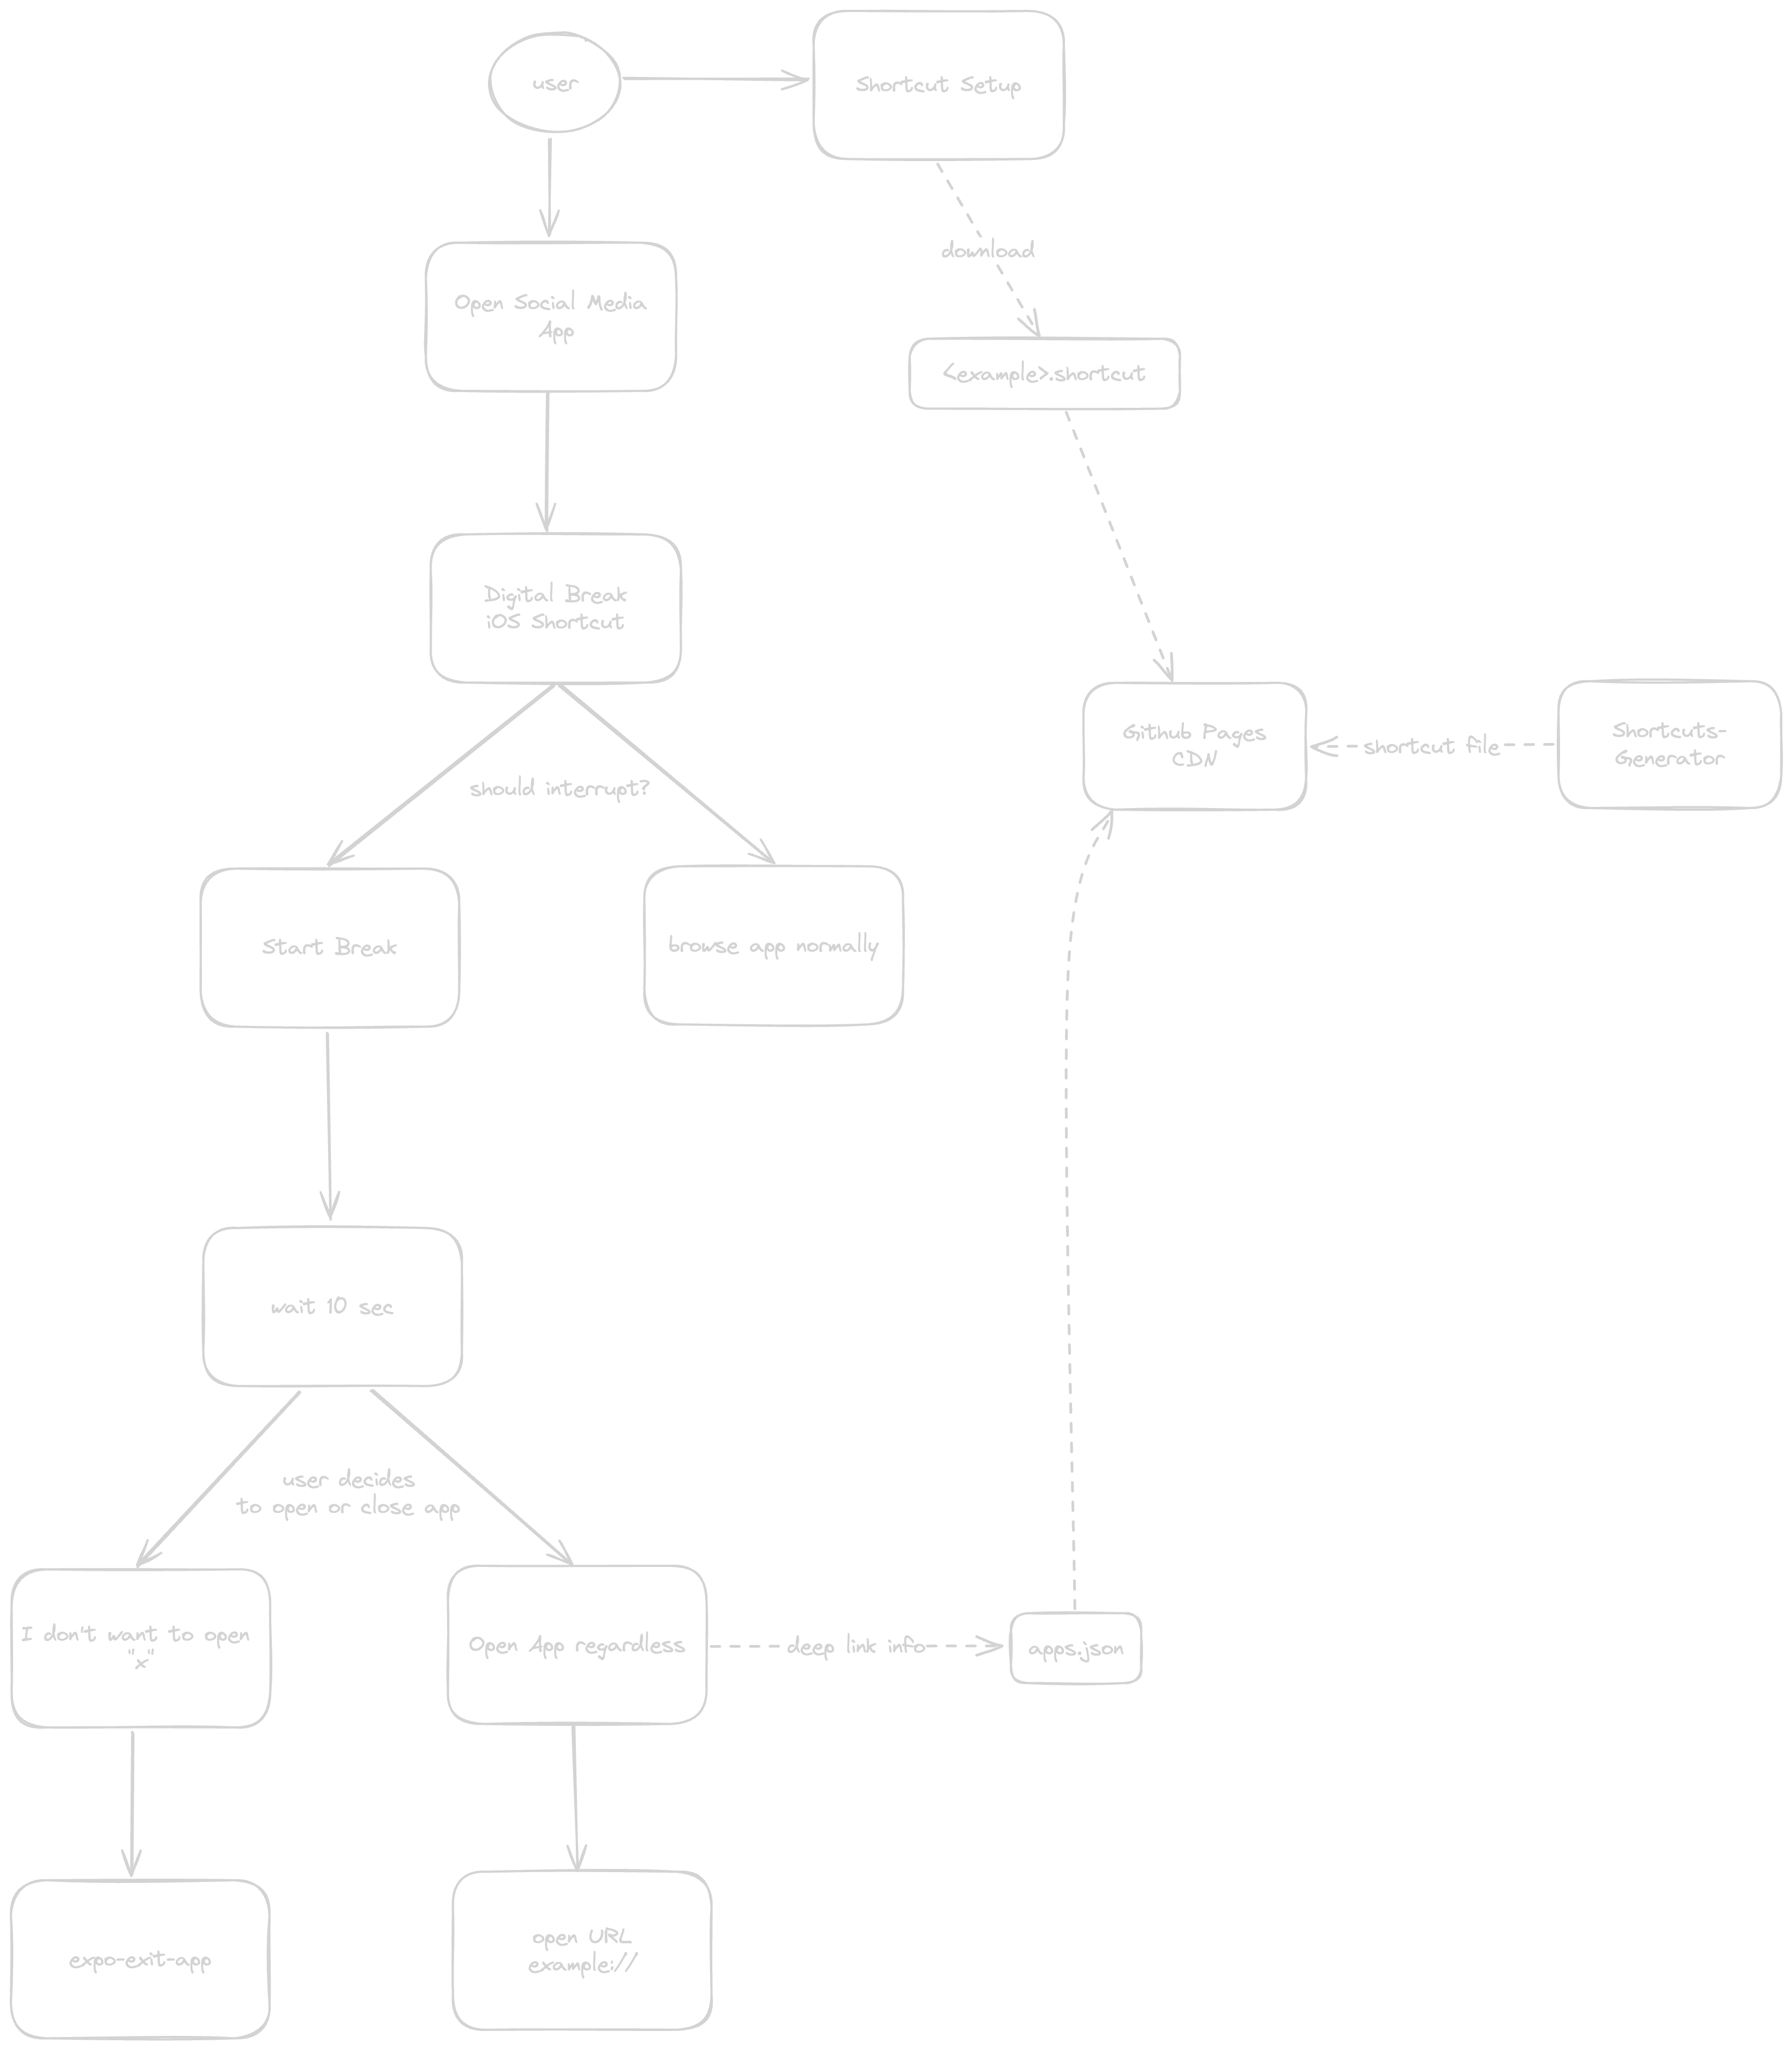 user
Shortcut Setup
download
Open Social Media
App
<example>.shortcut
Digital Break
iOS Shortcut
Github Pages
CDN
shortcut file
Shortcuts-
Generator
should interrupt?
Start Break
browse app normally
wait 10 sec
user decides
to open or close app
I don't want to open
"x"
Open App regardless
deep link info
apps.json
expo-exit-app
open URL
example://